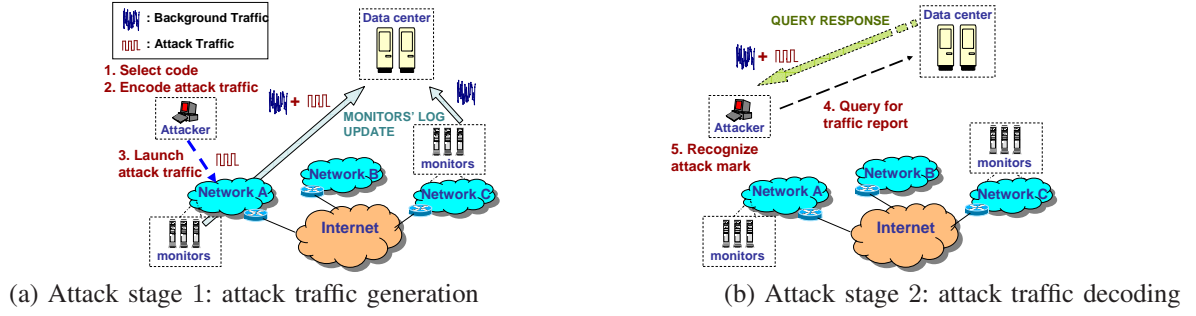 : Background Traffic
: Attack Traffic
Data center
1. Select code
2. Encode attack traffic
+
Attacker
MONITORS' LOG
UPDATE
3. Launch
attack traffic
monitors
Network A
Network B
Network C
Internet
monitors
(a) Attack stage 1: attack traffic generation
QUERY RESPONSE
Data center
+
Attacker
4. Query for
traffic report
5. Recognize
attack mark
monitors
Network A
Network B
Network C
Internet
monitors
(b) Attack stage 2: attack traffic decoding